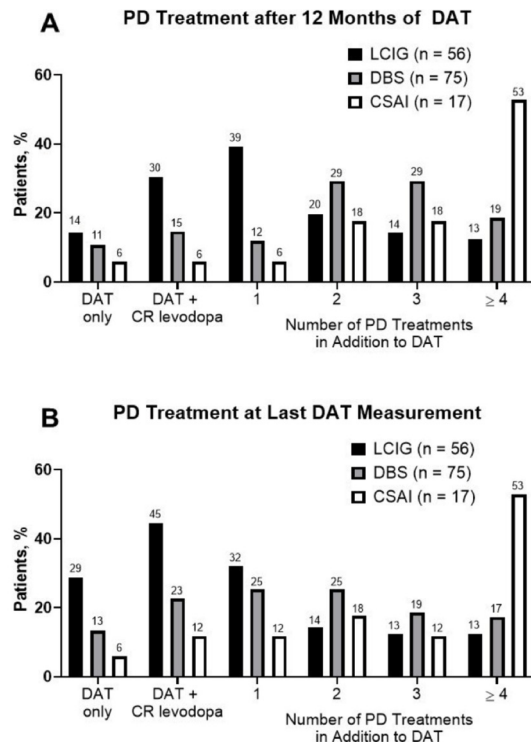 A
PD Treatment after 12 Months of DAT
LCIG (n = 56)
DBS (n = 75)
CSAI (n = 17)
Patients, %
60
40
20
0
14 11 6
30 15 6
39 12 6
20 29 18
14 29 18
13 19 53
DAT only
DAT + CR levodopa
1 2 3 ≥ 4
Number of PD Treatments
in Addition to DAT
B
PD Treatment at Last DAT Measurement
LCIG (n = 56)
DBS (n = 75)
CSAI (n = 17)
Patients, %
60
40
20
0
29 13 6
45 23 12
32 25 12
14 25 18
13 19 12
13 17 53
DAT only
DAT + CR levodopa
1 2 3 ≥ 4
Number of PD Treatments
in Addition to DAT